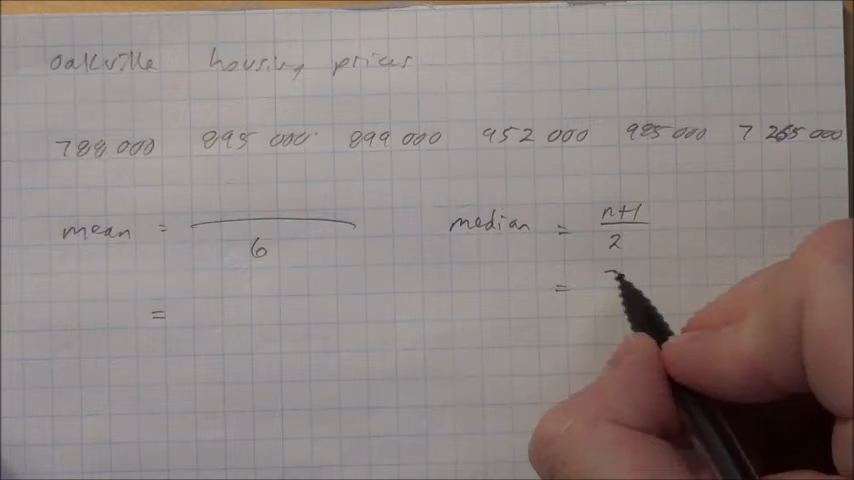 Oakville housing prices
788 000 895 000 899 000 952 000 985 000 7 265 000
mean = 
6
=
median = n+1
2
=